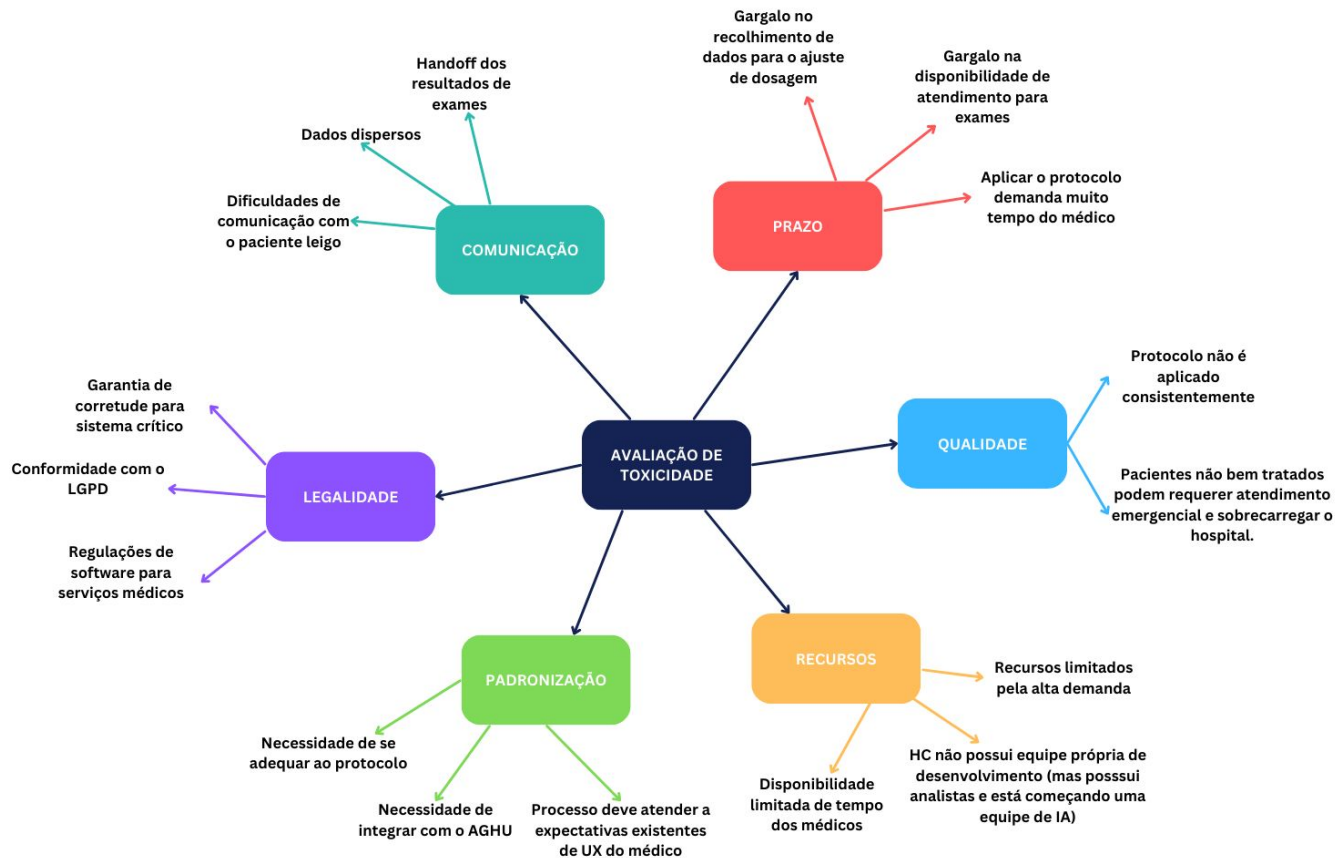 Gargalo no
recolhimento de
dados para o ajuste
de dosagem
Gargalo na
disponibilidade de
atendimento para
exames
Aplicar o protocolo
demanda muito
tempo do médico
PRAZO
Handoff dos
resultados de
exames
Dados dispersos
Dificuldades de
comunicação com
o paciente leigo
COMUNICAÇÃO
Protocolo não é
aplicado
consistentemente
Pacientes não bem tratados
podem requerer atendimento
emergencial e sobrecarregar o
hospital.
QUALIDADE
AVALIAÇÃO DE
TOXICIDADE
Garantia de
corretude para
sistema crítico
Conformidade com o
LGPD
Regulações de
software para
serviços médicos
LEGALIDADE
PADRONIZAÇÃO
Necessidade de se
adequar ao protocolo
Necessidade de
integrar com o AGHU
Processo deve atender a
expectativas existentes
de UX do médico
RECURSOS
Recursos limitados
pela alta demanda
HC não possui equipe própria de
desenvolvimento (mas posssui
analistas e está começando uma
equipe de IA)
Disponibilidade
limitada de tempo
dos médicos